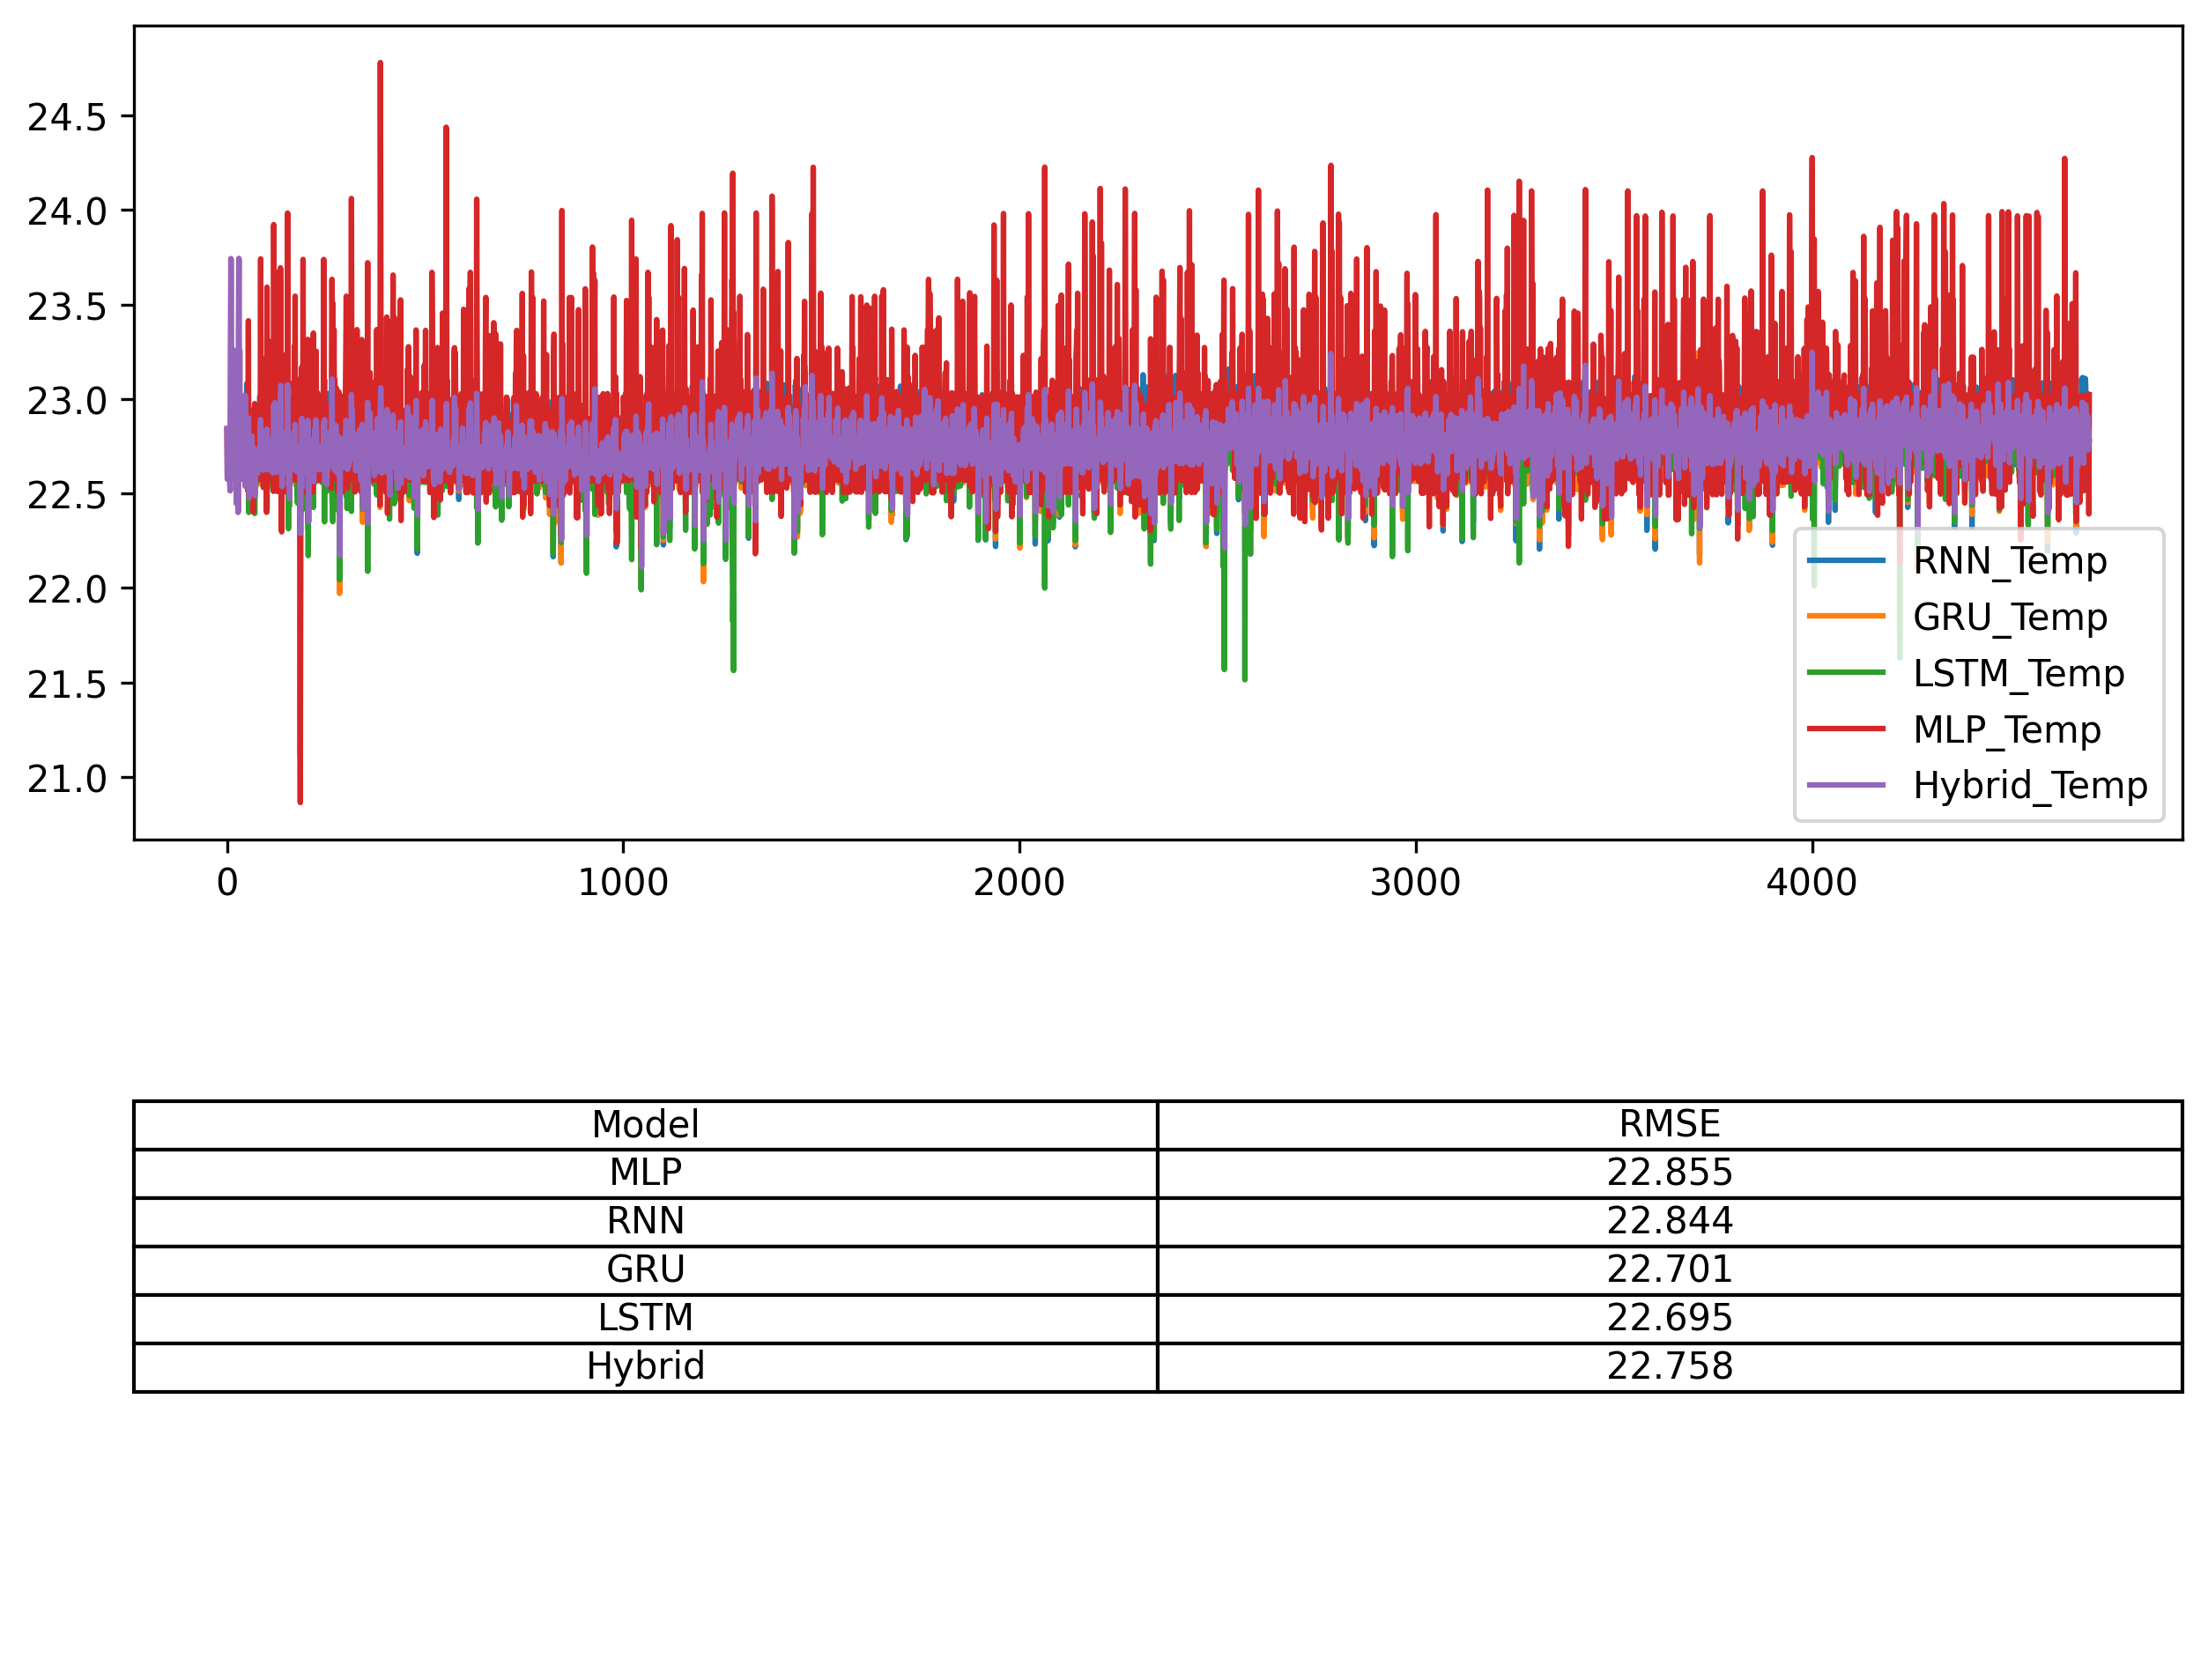 24.5
24.0
23.5
23.0
22.5
22.0
21.5
21.0
0 1000 2000 3000 4000
RNN_Temp
GRU_Temp
LSTM_Temp
MLP_Temp
Hybrid_Temp
Model RMSE
MLP 22.855
RNN 22.844
GRU 22.701
LSTM 22.695
Hybrid 22.758